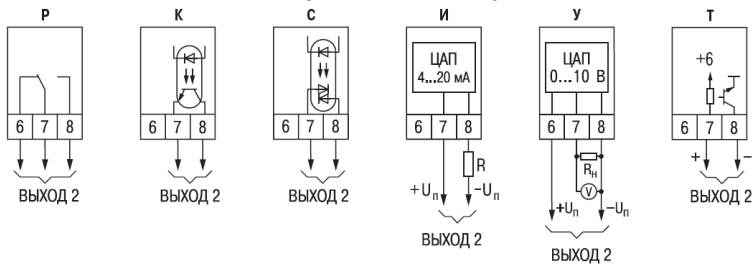 Р К С И У Т
ЦАП
4...20 мА
ЦАП
0...10 В
+6
6 7 8 6 7 8 6 7 8 6 7 8 6 7 8 6 7 8
R
Rн
V
+ −
ВЫХОД 2 ВЫХОД 2 ВЫХОД 2 +Uп −Uп ВЫХОД 2
+Uп −Uп
ВЫХОД 2
ВЫХОД 2